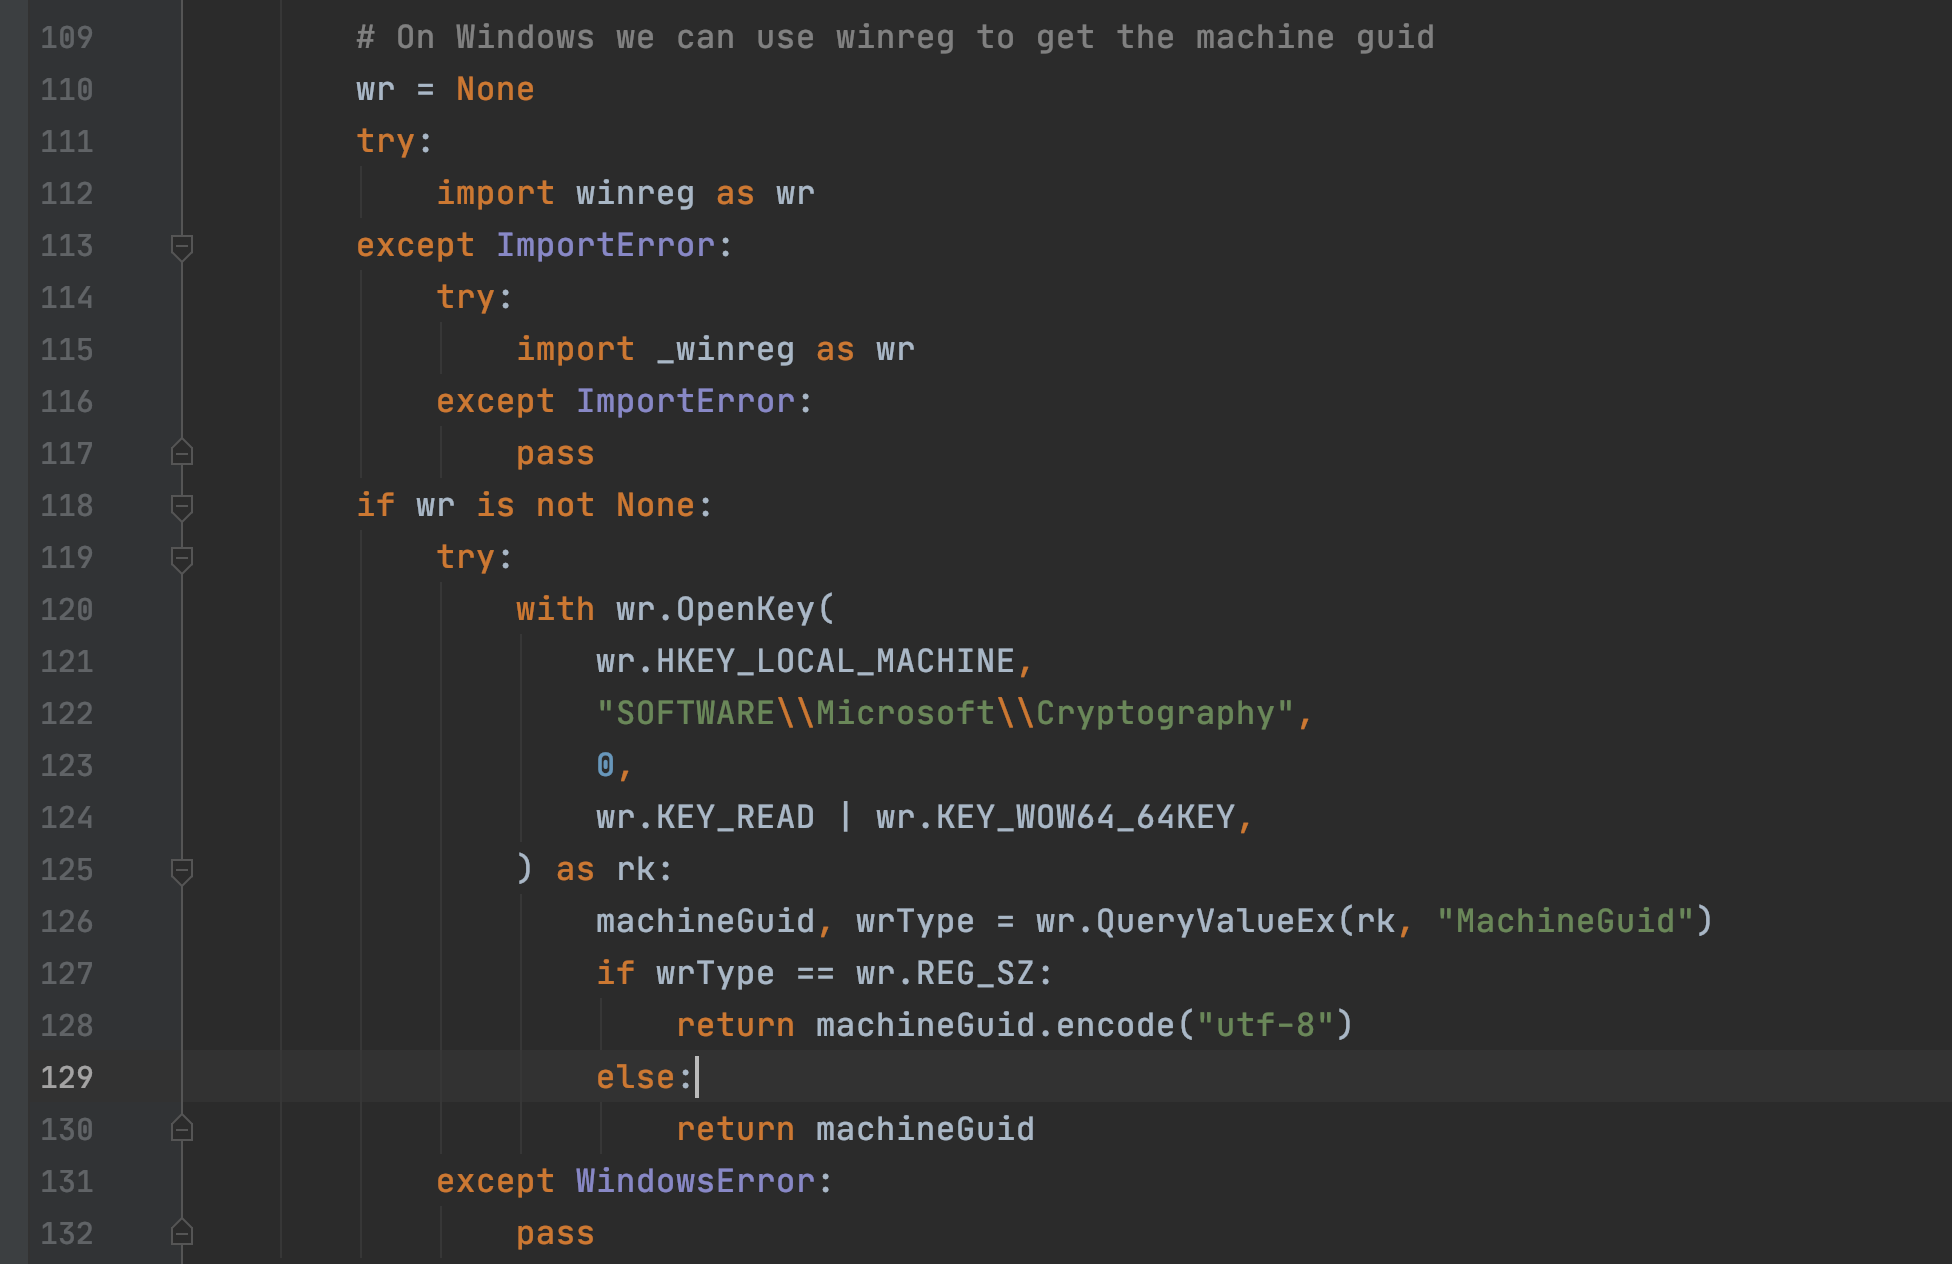 109 # On Windows we can use winreg to get the machine guid
110 wr = None
111 try:
112 import winreg as wr
113 except ImportError:
114 try:
115 import _winreg as wr
116 except ImportError:
117 pass
118 if wr is not None:
119 try:
120 with wr.OpenKey(
121 wr.HKEY_LOCAL_MACHINE,
122 "SOFTWARE\\Microsoft\\Cryptography",
123 0,
124 wr.KEY_READ | wr.KEY_WOW64_64KEY,
125 ) as rk:
126 machineGuid, wrType = wr.QueryValueEx(rk, "MachineGuid")
127 if wrType == wr.REG_SZ:
128 return machineGuid.encode("utf-8")
129 else:
130 return machineGuid
131 except WindowsError:
132 pass